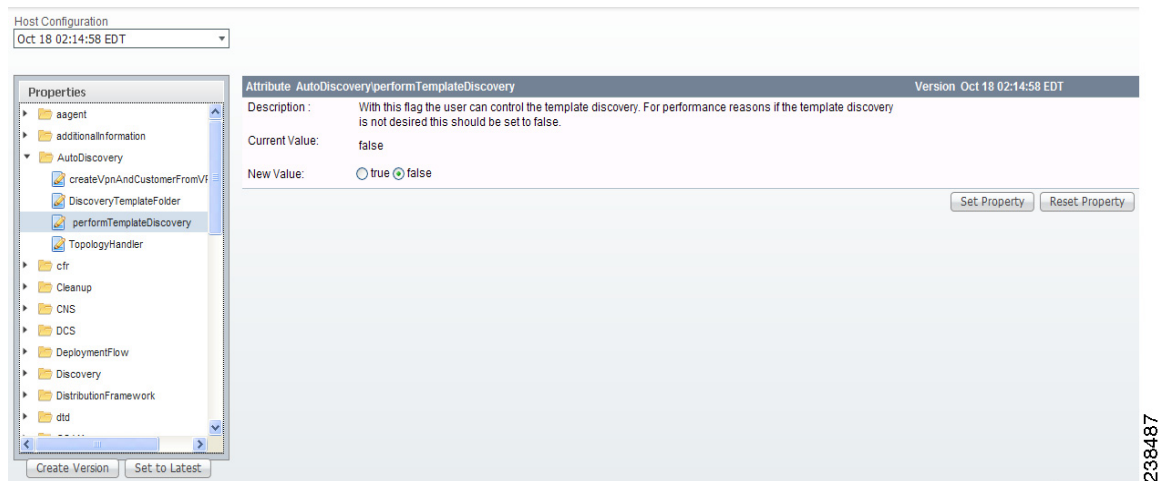 Host Configuration
Oct 18 02:14:58 EDT
Properties
aagent
additionalInformation
AutoDiscovery
createVpnAndCustomerFromVF
DiscoveryTemplateFolder
performTemplateDiscovery
TopologyHandler
cfr
Cleanup
CNS
DCS
DeploymentFlow
Discovery
DistributionFramework
dtd
Create Version Set to Latest
Attribute AutoDiscovery\performTemplateDiscovery Version Oct 18 02:14:58 EDT
Description : With this flag the user can control the template discovery. For performance reasons if the template discovery
is not desired this should be set to false.
Current Value: false
New Value: true false
Set Property Reset Property
238487